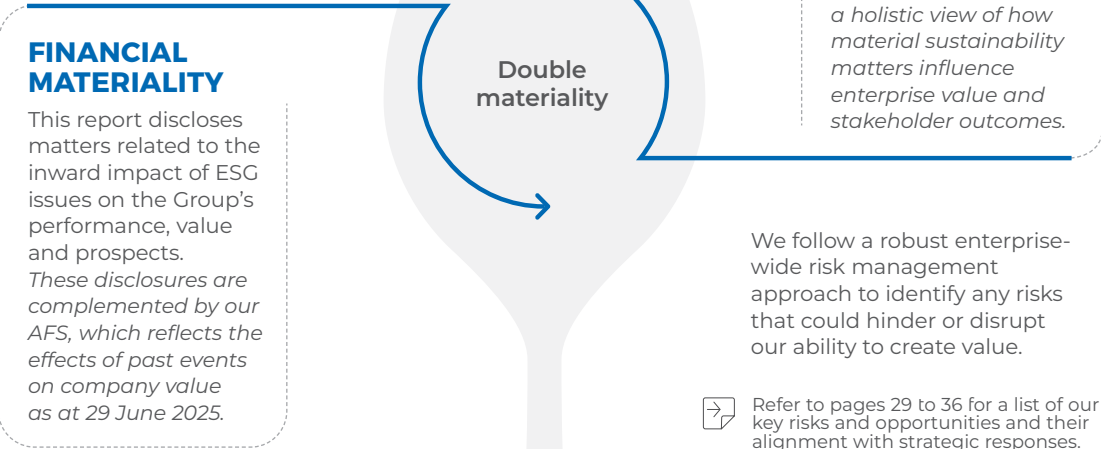 FINANCIAL
MATERIALITY
This report discloses
matters related to the
inward impact of ESG
issues on the Group's
performance, value
and prospects.
These disclosures are
complemented by our
AFS, which reflects the
effects of past events
on company value
as at 29 June 2025.
Double
materiality
a holistic view of how
material sustainability
matters influence
enterprise value and
stakeholder outcomes.
We follow a robust enterprise-
wide risk management
approach to identify any risks
that could hinder or disrupt
our ability to create value.
Refer to pages 29 to 36 for a list of our
key risks and opportunities and their
alignment with strategic responses.